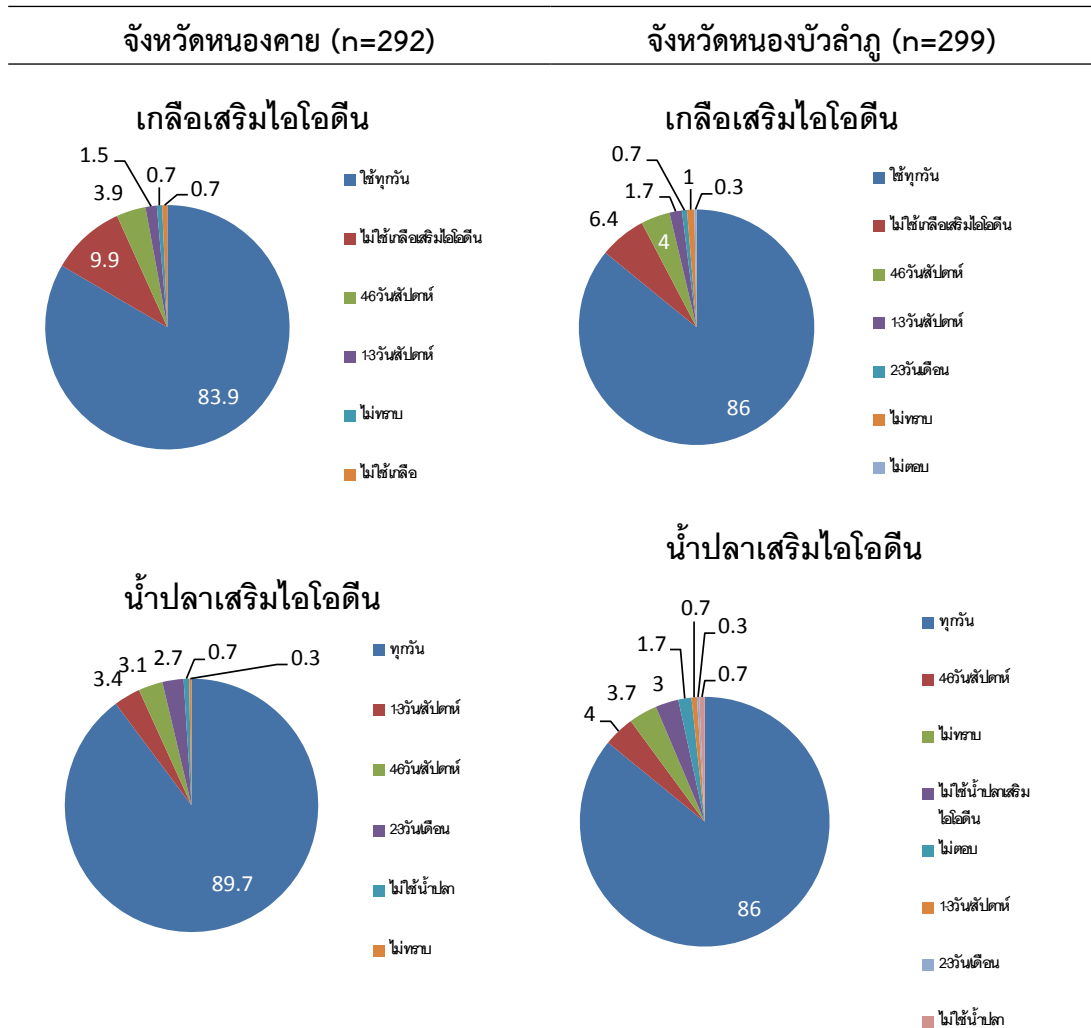 จังหวัดหนองคาย (n=292)
จังหวัดหนองบัวลำภู (n=299)
เกลือเสริมไอโอดีน
1.5
0.7
0.7
3.9
9.9
83.9
ใช้ทุกวัน
ไม่ใช้เกลือเสริมไอโอดีน
46วัน/สัปดาห์
13วัน/สัปดาห์
ไม่ทราบ
ไม่ใช้เกลือ
เกลือเสริมไอโอดีน
0.7
1
0.3
1.7
6.4
4
86
ใช้ทุกวัน
ไม่ใช้เกลือเสริมไอโอดีน
46วัน/สัปดาห์
13วัน/สัปดาห์
23วัน/เดือน
ไม่ทราบ
ไม่ตอบ
น้ำปลาเสริมไอโอดีน
3.4
3.1
2.7
0.7
0.3
89.7
ทุกวัน
13วัน/สัปดาห์
46วัน/สัปดาห์
23วัน/เดือน
ไม่ใช้น้ำปลา
ไม่ทราบ
น้ำปลาเสริมไอโอดีน
0.7
0.3
1.7
0.7
3.7
3
4
86
ทุกวัน
46วัน/สัปดาห์
ไม่ทราบ
ไม่ใช้น้ำปลาเสริม
ไอโอดีน
ไม่ตอบ
13วัน/สัปดาห์
23วัน/เดือน
ไม่ใช้น้ำปลา